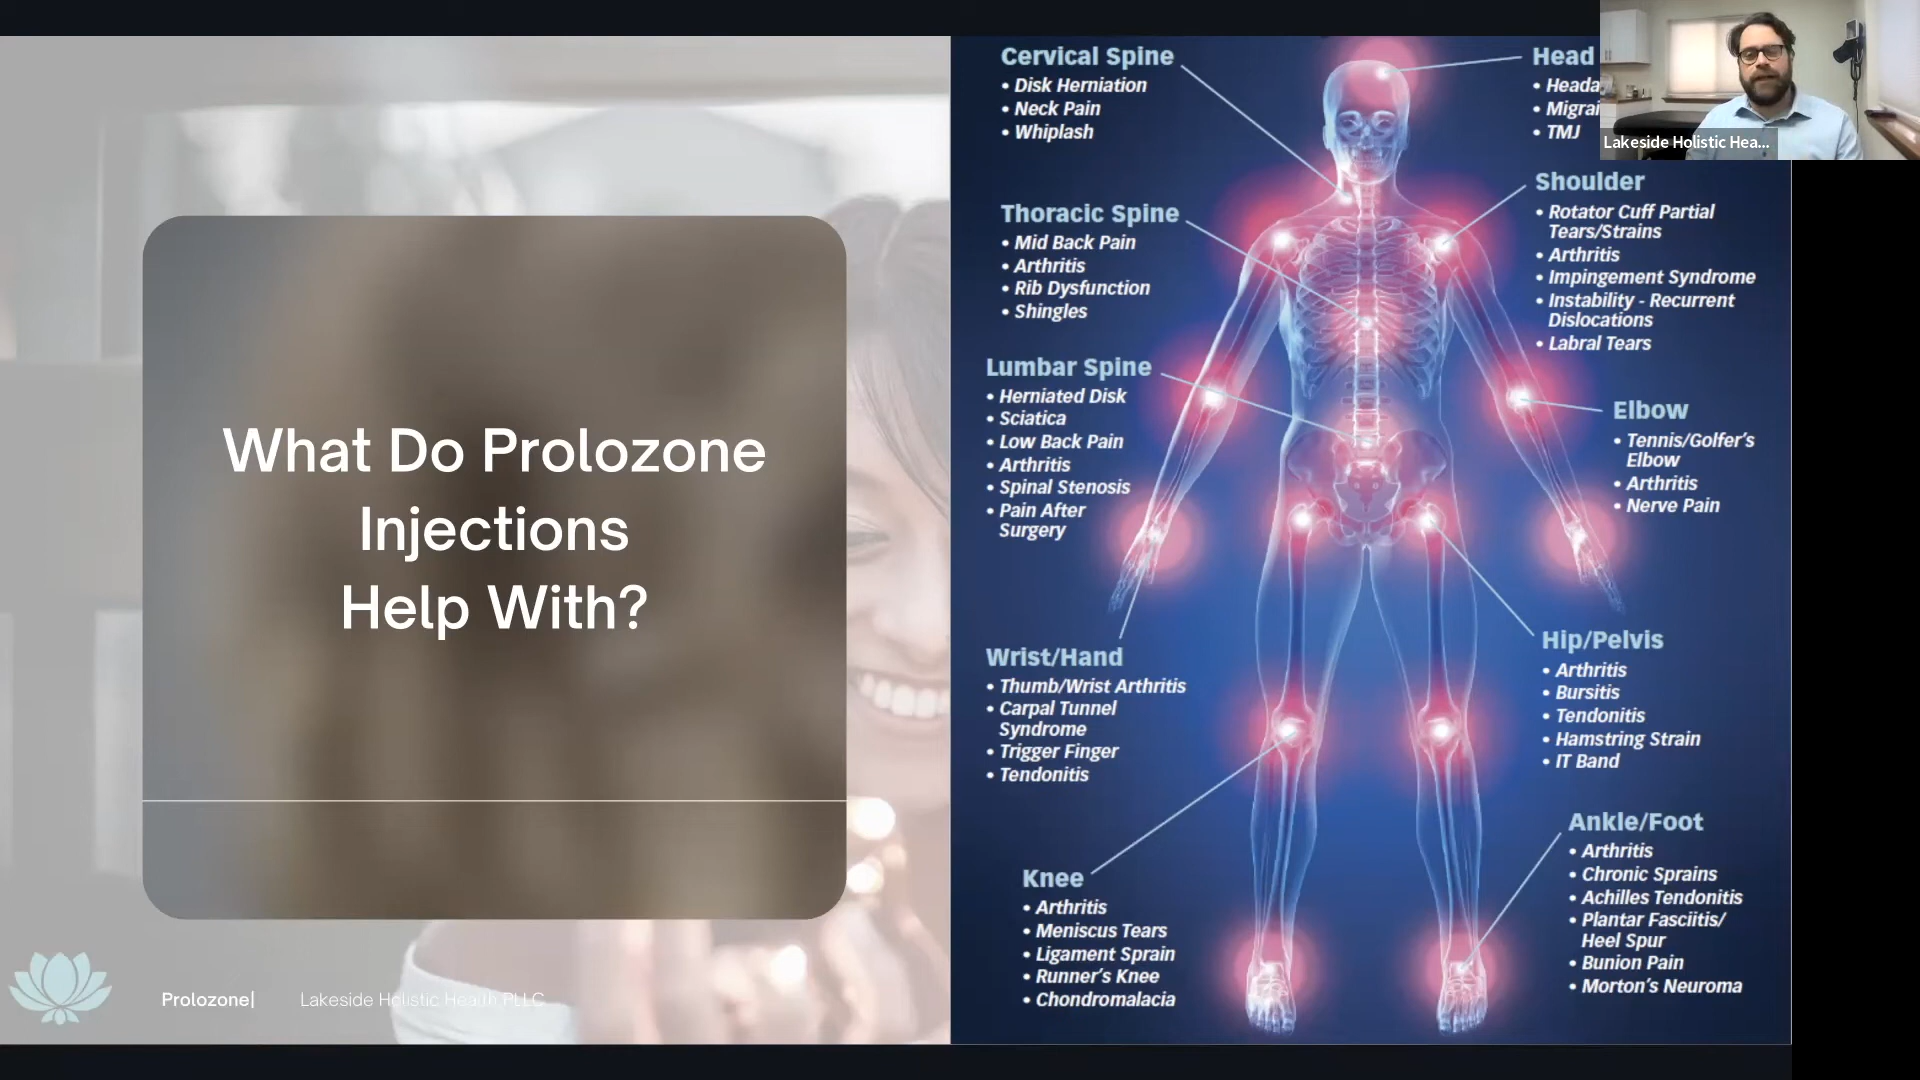 What Do Prolozone
Injections
Help With?
Prolozone|
Lakeside Holistic Health PLLC
Cervical Spine
• Disk Herniation
• Neck Pain
• Whiplash
Thoracic Spine
• Mid Back Pain
• Arthritis
• Rib Dysfunction
• Shingles
Lumbar Spine
• Herniated Disk
• Sciatica
• Low Back Pain
• Arthritis
• Spinal Stenosis
• Pain After
Surgery
Wrist/Hand
• Thumb/Wrist Arthritis
• Carpal Tunnel
Syndrome
• Trigger Finger
• Tendonitis
Knee
• Arthritis
• Meniscus Tears
• Ligament Sprain
• Runner's Knee
• Chondromalacia
Head
• Heada
• Migrai
• TMJ
Lakeside Holistic Hea...
Shoulder
• Rotator Cuff Partial
Tears/Strains
• Arthritis
• Impingement Syndrome
• Instability - Recurrent
Dislocations
• Labral Tears
Elbow
• Tennis/Golfer's
Elbow
• Arthritis
• Nerve Pain
Hip/Pelvis
• Arthritis
• Bursitis
• Tendonitis
• Hamstring Strain
• IT Band
Ankle/Foot
• Arthritis
• Chronic Sprains
• Achilles Tendonitis
• Plantar Fasciitis/
Heel Spur
• Bunion Pain
• Morton's Neuroma